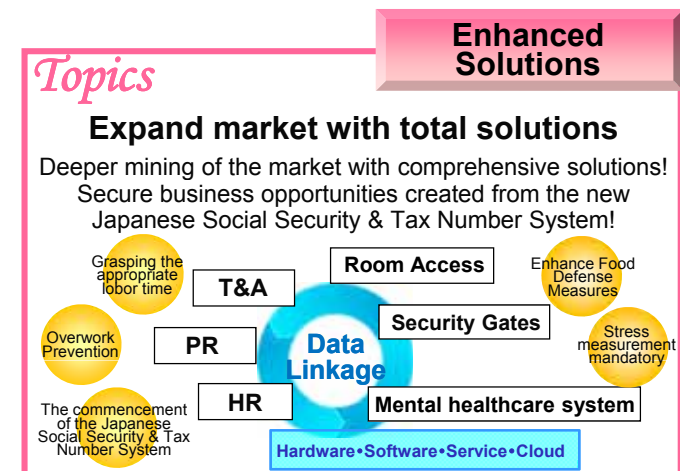 Enhanced
Solutions
Topics
Expand market with total solutions
Deeper mining of the market with comprehensive solutions!
Secure business opportunities created from the new
Japanese Social Security & Tax Number System!
Grasping the
appropriate
lobor time
T&A
Room Access
Enhance Food
Defense
Measures
Overwork
Prevention
PR
Data
Linkage
Security Gates
Stress
measurement
mandatory
The commencement
of the Japanese
Social Security & Tax
Number System
HR
Mental healthcare system
Hardware•Software•Service•Cloud